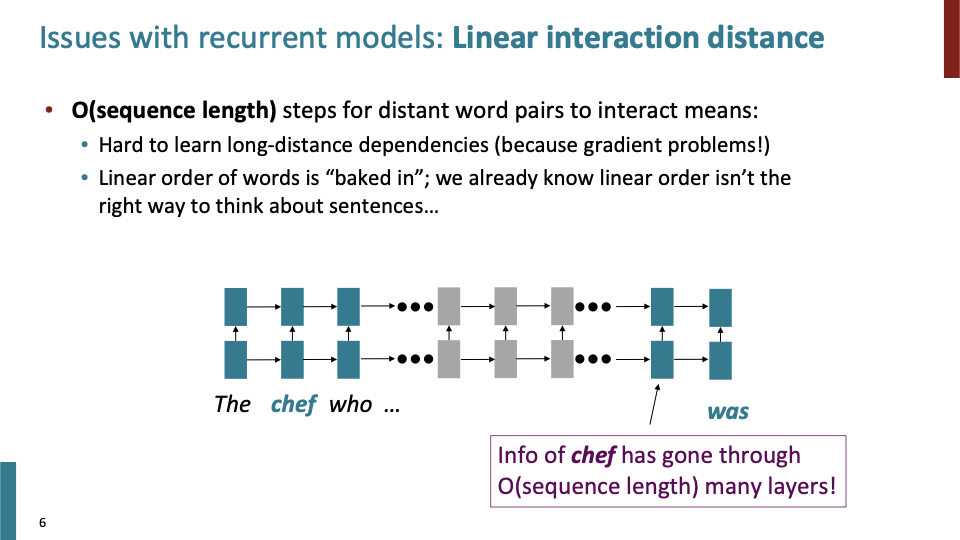 Issues with recurrent models: Linear interaction distance
• O(sequence length) steps for distant word pairs to interact means:
• Hard to learn long-distance dependencies (because gradient problems!)
• Linear order of words is “baked in”; we already know linear order isn’t the
right way to think about sentences…
The chef who …
was
Info of chef has gone through
O(sequence length) many layers!
6